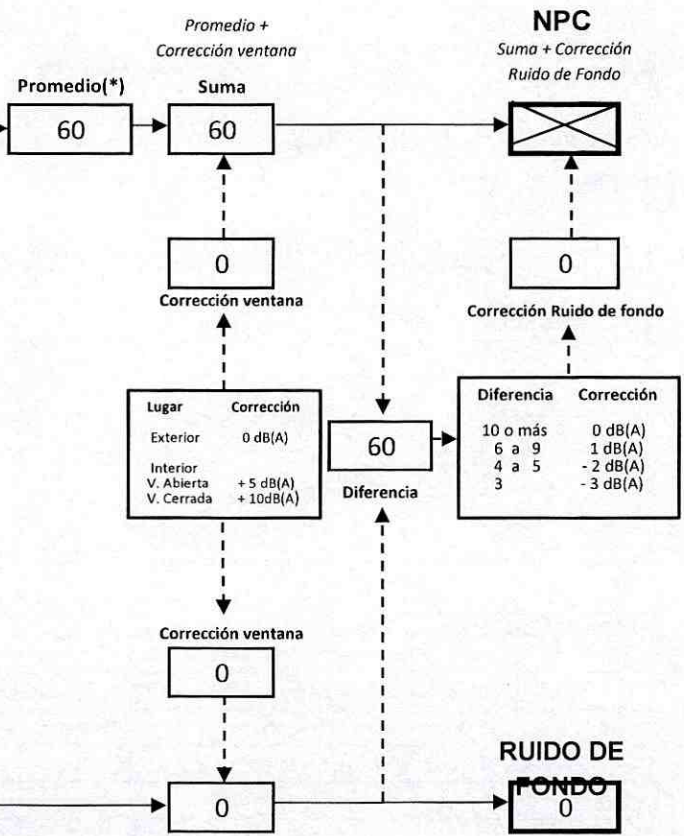 Promedio +
Corrección ventana
NPC
Suma + Corrección
Ruido de Fondo
Promedio(*)
Suma
60
60
0
Corrección ventana
0
Corrección Ruido de fondo
Lugar Corrección
Exterior 0 dB(A)
Interior
V. Abierta + 5 dB(A)
V. Cerrada + 10dB(A)
60
Diferencia
Diferencia Corrección
10 o más 0 dB(A)
6 a 9 1 dB(A)
4 a 5 - 2 dB(A)
3 - 3 dB(A)
Corrección ventana
0
0
RUIDO DE
FONDO
0